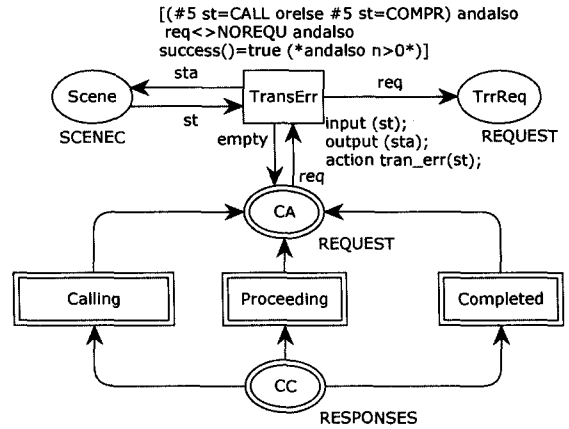 [(#5 st=CALL orelse #5 st=COMPR) andalso
req<>NOREQU andalso
success()=true (*andalso n>0*)]
sta
Scene
TransErr
req
TrrReq
st
SCENEC
REQUEST
empty
input (st);
output (sta);
action tran_err(st);
req
CA
REQUEST
Calling
Proceeding
Completed
CC
RESPONSES